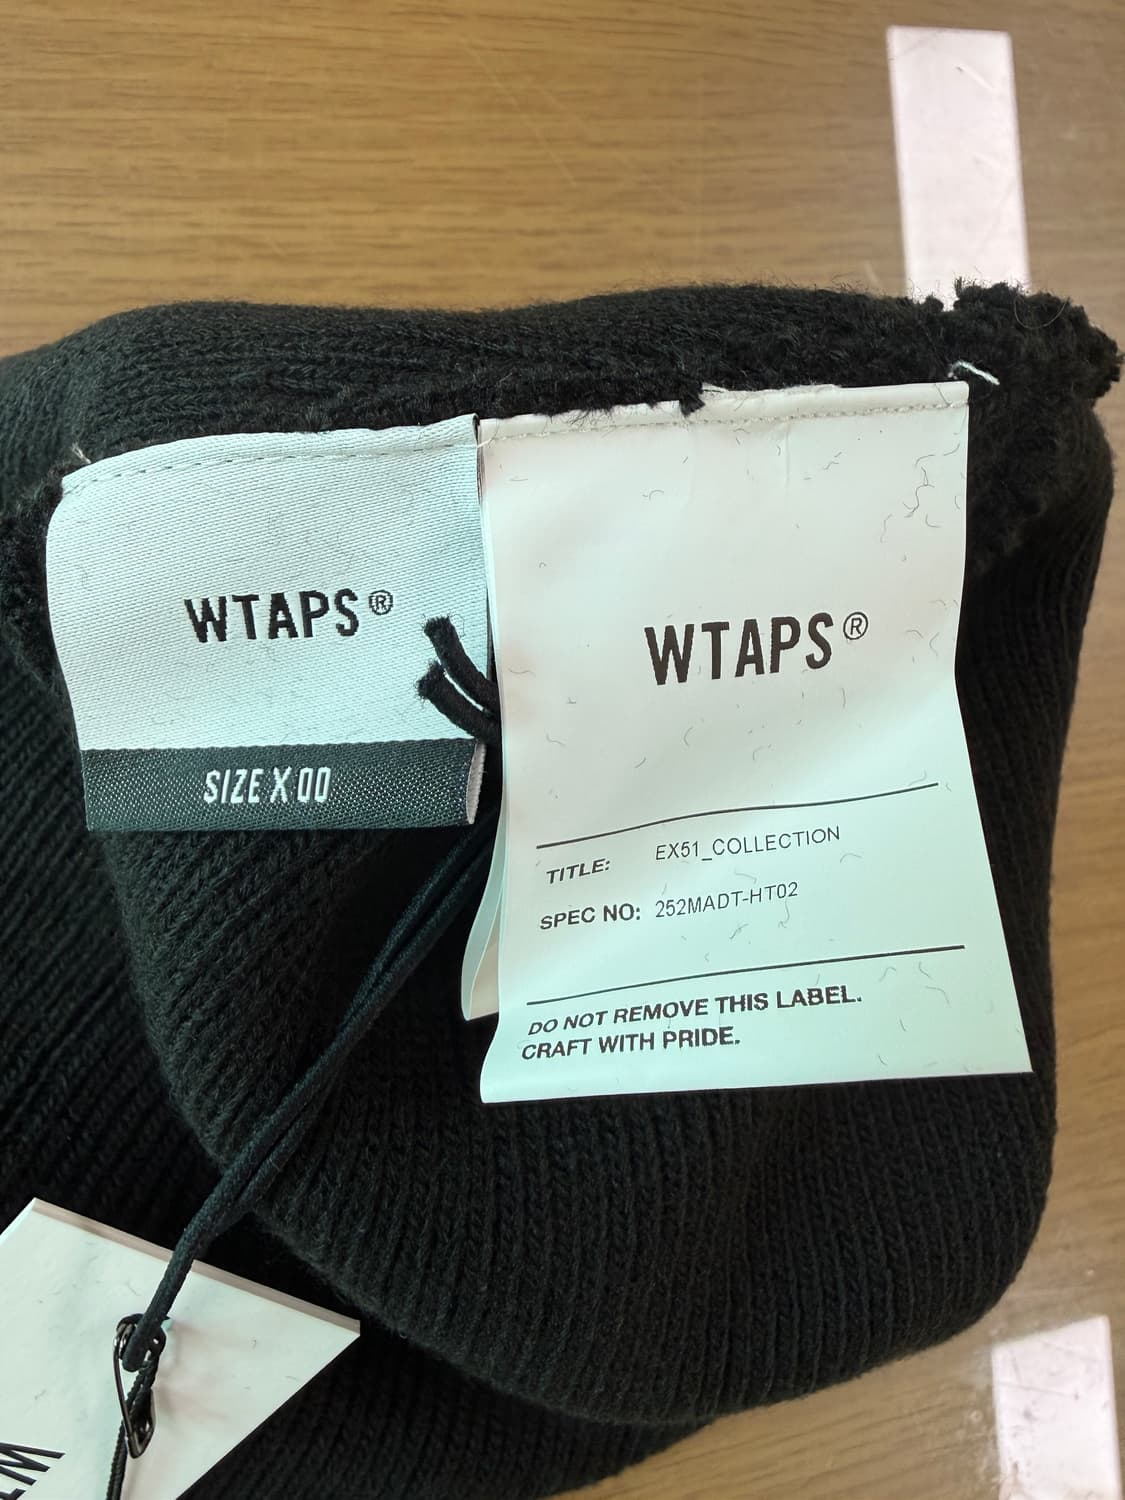 WTAPS®
SIZE X 00
WTAPS®
TITLE: EX51_COLLECTION
SPEC NO: 252MADT-HT02
DO NOT REMOVE THIS LABEL.
CRAFT WITH PRIDE.